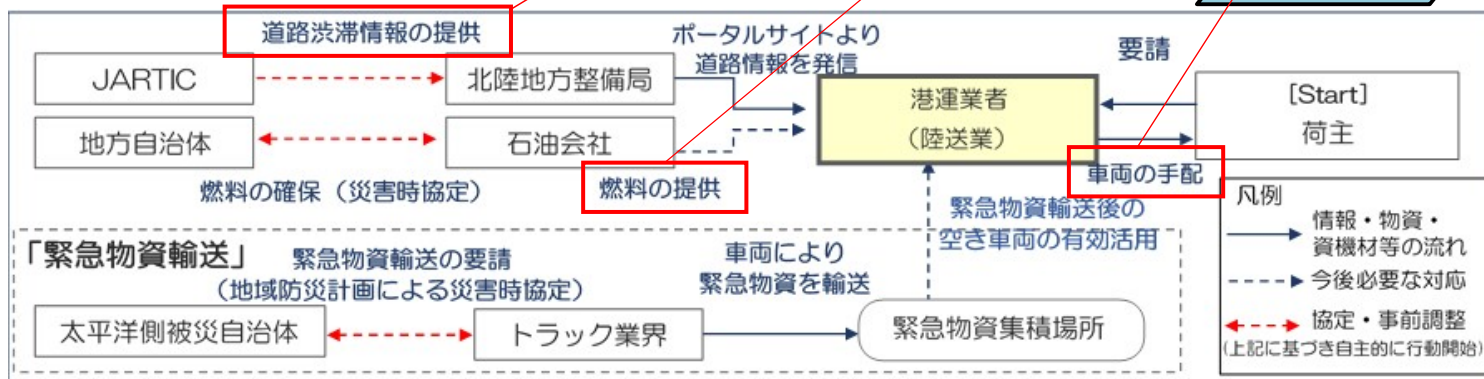 道路渋滞情報の提供
ポータルサイトより
道路情報を発信
要請
JARTIC
北陸地方整備局
港運業者
（陸送業）
[Start]
荷主
地方自治体
石油会社
車両の手配
燃料の確保（災害時協定）
燃料の提供
緊急物資輸送後の
空き車両の有効活用
「緊急物資輸送」
緊急物資輸送の要請
（地域防災計画による災害時協定）
車両により
緊急物資を輸送
太平洋側被災自治体
トラック業界
緊急物資集積場所
凡例
情報・物資・
資機材等の流れ
今後必要な対応
協定・事前調整
(上記に基づき自主的に行動開始)